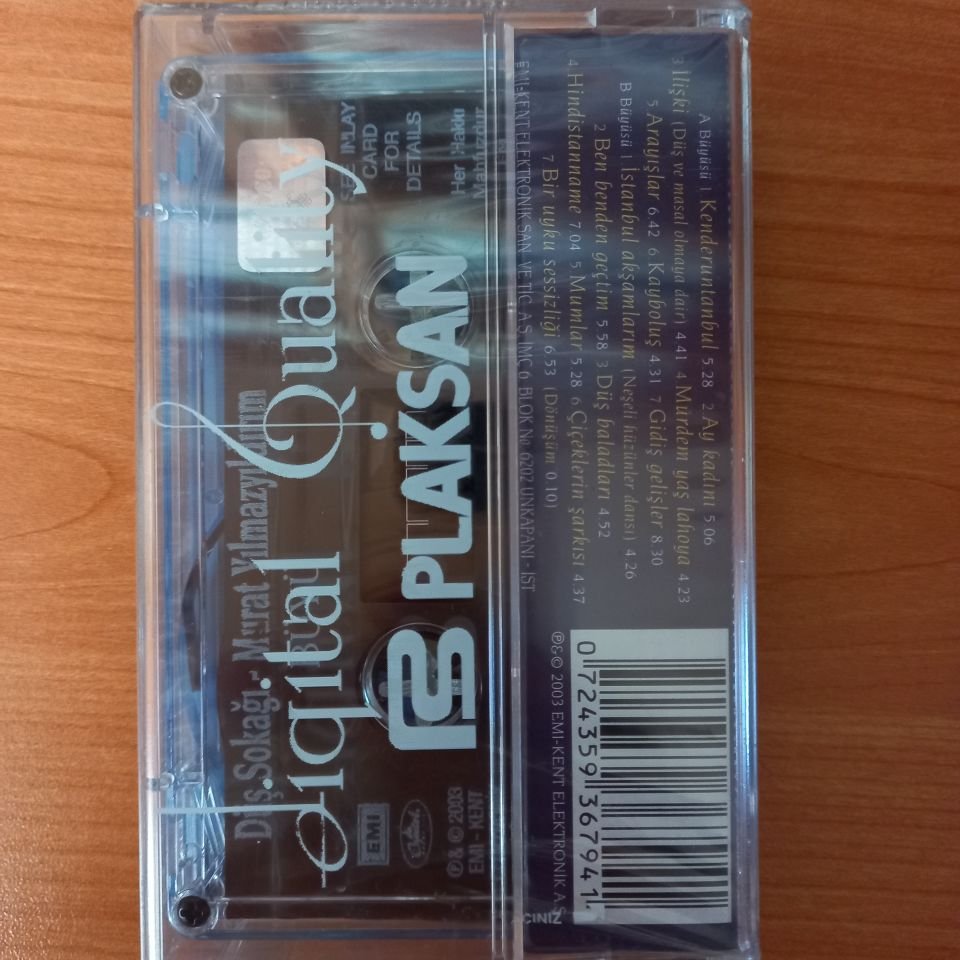 A Büyüsü 1 Kenderuntanbul 5.28 2 Ay kadını 5.06
3 İlişki (Düş ve masal olmaya dair) 4.41 4 Murdem yaş lahoya 4.23
5 Arayışlar 6.42 6 Kayboluş 4.31 7 Gidiş gelişler 8.30
B Büyüsü 1 İstanbul akşamlarım (Neşeli hüzünler dansı) 4.26
2 Ben benden geçtim 5.58 3 Düş baladları 4.52
4 Hindistanname 7.04 5 Mumlar 5.28 6 Çiçeklerin şarkısı 4.37
7 Bir uyku sessizliği 6.53 (Dönüşüm 0.10)
EMI-KENT ELEKTRONİK SAN. VE TİC. A.Ş. İMC 6. BLOK No 6202 UNKAPANI - İST
℗&© 2003 EMI-KENT ELEKTRONİK A.Ş.
0 724359 367941
AÇINIZ
PLAKSAN
Digital Quality
SEE INLAY
CARD
FOR
DETAILS
Her Hakkı
Mahfuzdur
Düş Sokağı - Murat Yılmazyıldırım
EMI
℗&© 2003
EMI - KENT